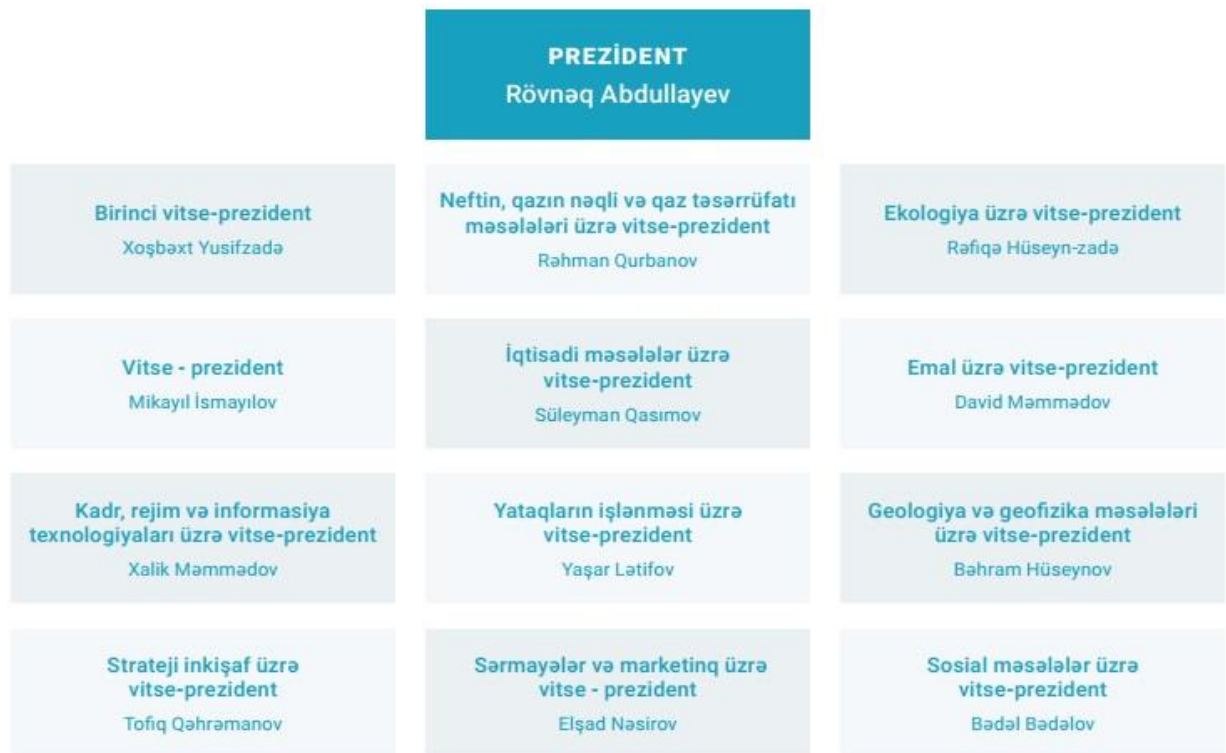 PREZİDENT
Rövnəq Abdullayev
Birinci vitse-prezident
Xoşbəxt Yusifzadə
Neftin, qazın nəqli və qaz təsərrüfatı
məsələləri üzrə vitse-prezident
Rəhman Qurbanov
Ekologiya üzrə vitse-prezident
Rəfiqə Hüseyn-zadə
Vitse - prezident
Mikayıl İsmayılov
İqtisadi məsələlər üzrə
vitse-prezident
Süleyman Qasımov
Emal üzrə vitse-prezident
David Məmmədov
Kadr, rejim və informasiya
texnologiyaları üzrə vitse-prezident
Xalik Məmmədov
Yataqların işlənməsi üzrə
vitse-prezident
Yaşar Lətifov
Geologiya və geofizika məsələləri
üzrə vitse-prezident
Bəhram Hüseynov
Strateji inkişaf üzrə
vitse-prezident
Tofiq Qəhrəmanov
Sərmayələr və marketinq üzrə
vitse - prezident
Elşad Nəsirov
Sosial məsələlər üzrə
vitse-prezident
Bədəl Bədəlov